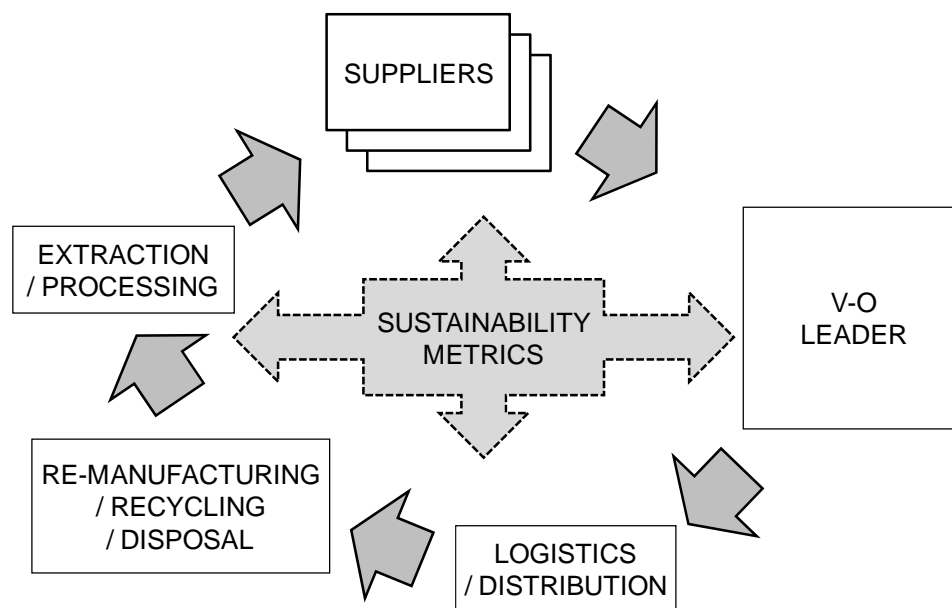 SUPPLIERS
EXTRACTION
/ PROCESSING
SUSTAINABILITY
METRICS
V-O
LEADER
RE-MANUFACTURING
/ RECYCLING
/ DISPOSAL
LOGISTICS
/ DISTRIBUTION